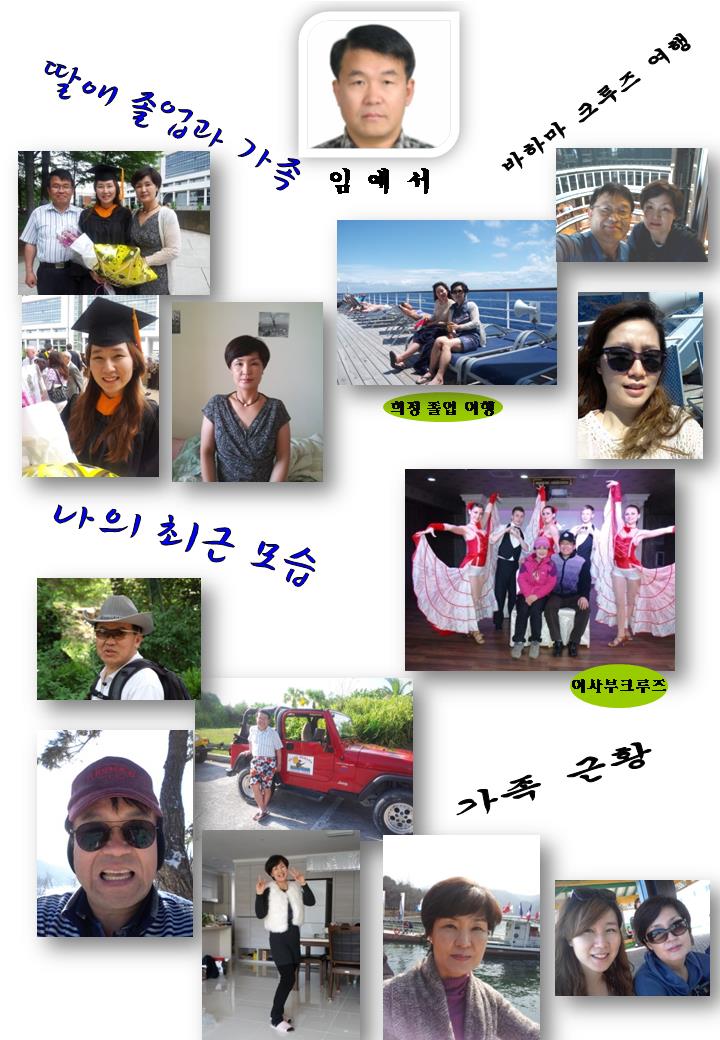 딸애 졸업과 가족
바하마 크루즈 여행
임 예 서
희정 졸업 여행
나의 최근 모습
이사부크루즈
가족 근황